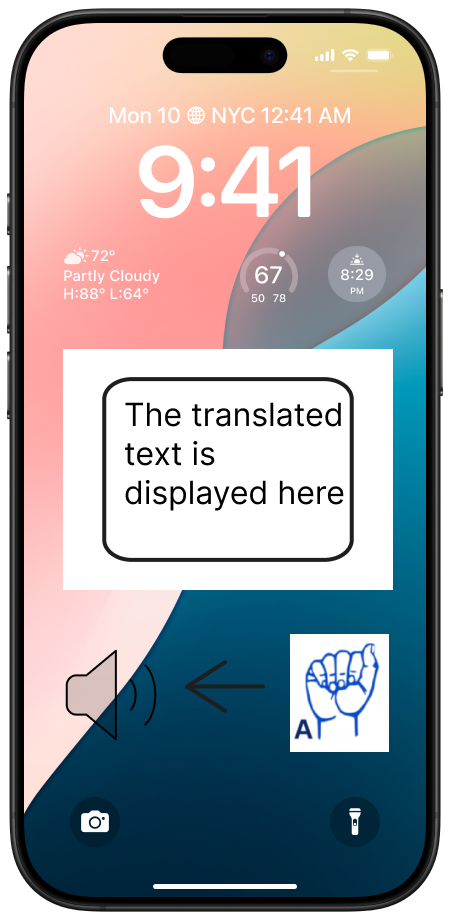 Mon 10 NYC 12:41 AM
9:41
72°
Partly Cloudy
H:88° L:64°
67
50 78
8:29
PM
The translated
text is
displayed here
A